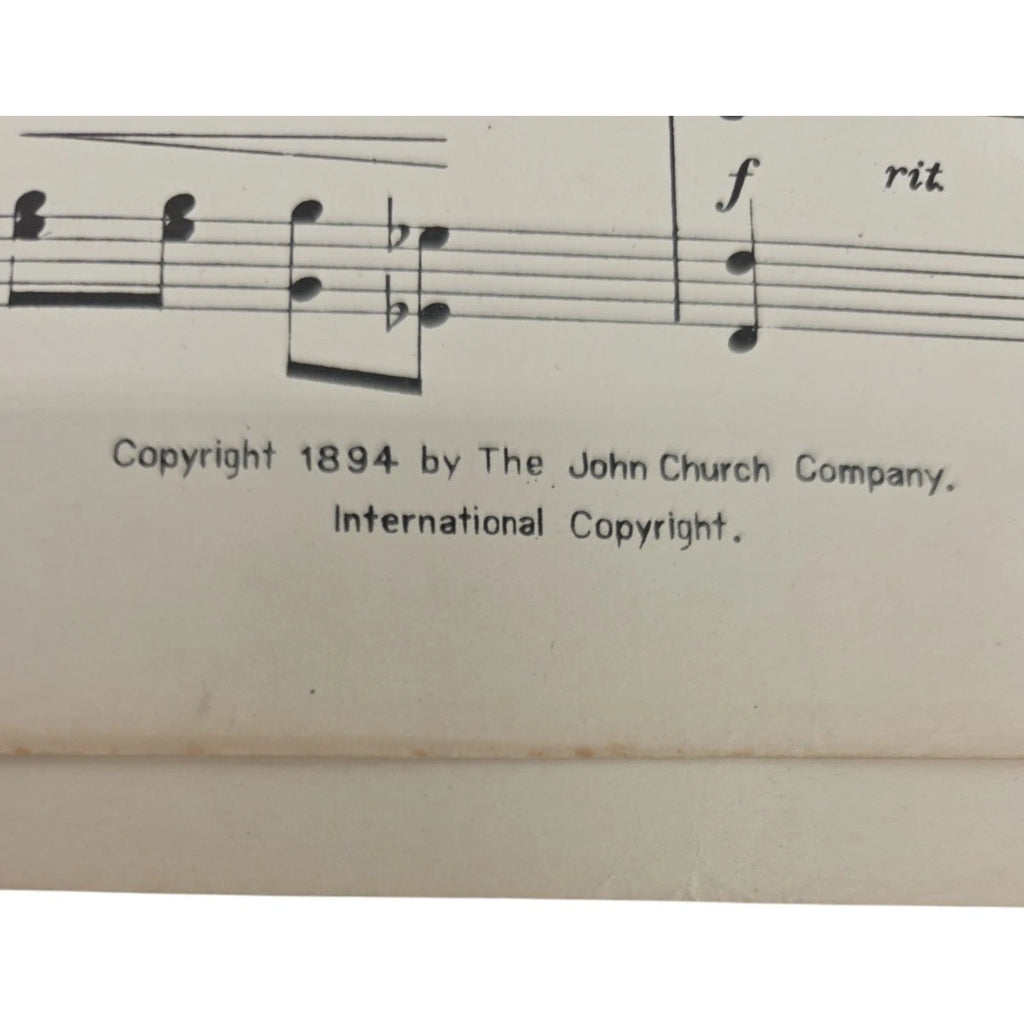 f rit.
Copyright 1894 by The John Church Company.
International Copyright.